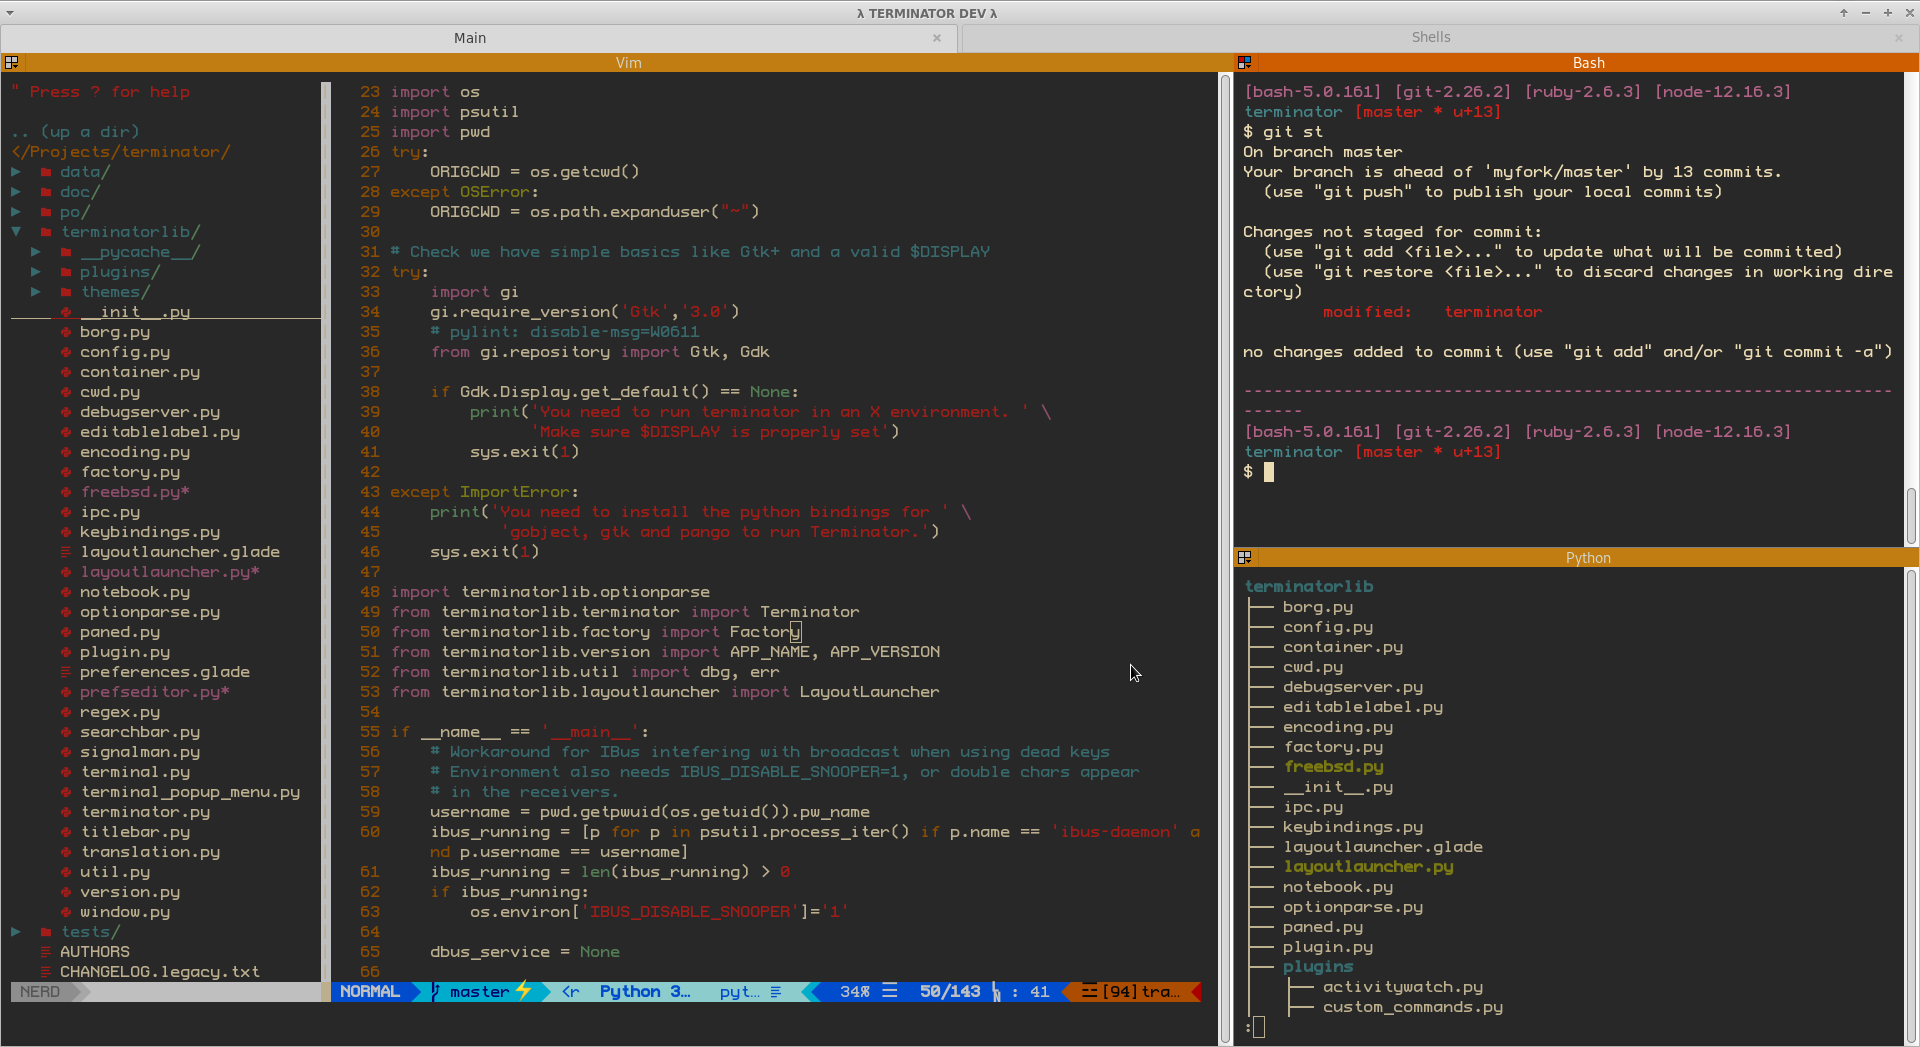 λ TERMINATOR DEV λ
Main
Shells
Vim
" Press ? for help
.. (up a dir)
</Projects/terminator/
data/
doc/
po/
terminatorlib/
__pycache__/
plugins/
themes/
__init__.py
borg.py
config.py
container.py
cwd.py
debugserver.py
editablelabel.py
encoding.py
factory.py
freebsd.py*
ipc.py
keybindings.py
layoutlauncher.glade
layoutlauncher.py*
notebook.py
optionparse.py
paned.py
plugin.py
preferences.glade
prefseditor.py*
regex.py
searchbar.py
signalman.py
terminal.py
terminal_popup_menu.py
terminator.py
titlebar.py
translation.py
util.py
version.py
window.py
tests/
AUTHORS
CHANGELOG.legacy.txt
NERD
23 import os
24 import psutil
25 import pwd
26 try:
27     ORIGCWD = os.getcwd()
28 except OSError:
29     ORIGCWD = os.path.expanduser("~")
30
31 # Check we have simple basics like Gtk+ and a valid $DISPLAY
32 try:
33     import gi
34     gi.require_version('Gtk','3.0')
35     # pylint: disable-msg=W0611
36     from gi.repository import Gtk, Gdk
37
38     if Gdk.Display.get_default() == None:
39         print('You need to run terminator in an X environment. ' \
40               'Make sure $DISPLAY is properly set')
41         sys.exit(1)
42
43 except ImportError:
44     print('You need to install the python bindings for ' \
45            'gobject, gtk and pango to run Terminator.')
46     sys.exit(1)
47
48 import terminatorlib.optionparse
49 from terminatorlib.terminator import Terminator
50 from terminatorlib.factory import Factory
51 from terminatorlib.version import APP_NAME, APP_VERSION
52 from terminatorlib.util import dbg, err
53 from terminatorlib.layoutlauncher import LayoutLauncher
54
55 if __name__ == '__main__':
56     # Workaround for IBus intefering with broadcast when using dead keys
57     # Environment also needs IBUS_DISABLE_SNOOPER=1, or double chars appear
58     # in the receivers.
59     username = pwd.getpwuid(os.getuid()).pw_name
60     ibus_running = [p for p in psutil.process_iter() if p.name == 'ibus-daemon' a
nd p.username == username]
61     ibus_running = len(ibus_running) > 0
62     if ibus_running:
63         os.environ['IBUS_DISABLE_SNOOPER']='1'
64
65     dbus_service = None
66
NORMAL master⚡ <r Python 3… pyt… 34% ☰ 50/143 : 41 ☲[94]tra…
Bash
[bash-5.0.161] [git-2.26.2] [ruby-2.6.3] [node-12.16.3]
terminator [master * u+13]
$ git st
On branch master
Your branch is ahead of 'myfork/master' by 13 commits.
  (use "git push" to publish your local commits)
Changes not staged for commit:
  (use "git add <file>..." to update what will be committed)
  (use "git restore <file>..." to discard changes in working dire
ctory)
        modified:   terminator
no changes added to commit (use "git add" and/or "git commit -a")
-----------------------------------------------------------------
------
[bash-5.0.161] [git-2.26.2] [ruby-2.6.3] [node-12.16.3]
terminator [master * u+13]
$
Python
terminatorlib
├── borg.py
├── config.py
├── container.py
├── cwd.py
├── debugserver.py
├── editablelabel.py
├── encoding.py
├── factory.py
├── freebsd.py
├── __init__.py
├── ipc.py
├── keybindings.py
├── layoutlauncher.glade
├── layoutlauncher.py
├── notebook.py
├── optionparse.py
├── paned.py
├── plugin.py
├── plugins
│   ├── activitywatch.py
│   ├── custom_commands.py
: